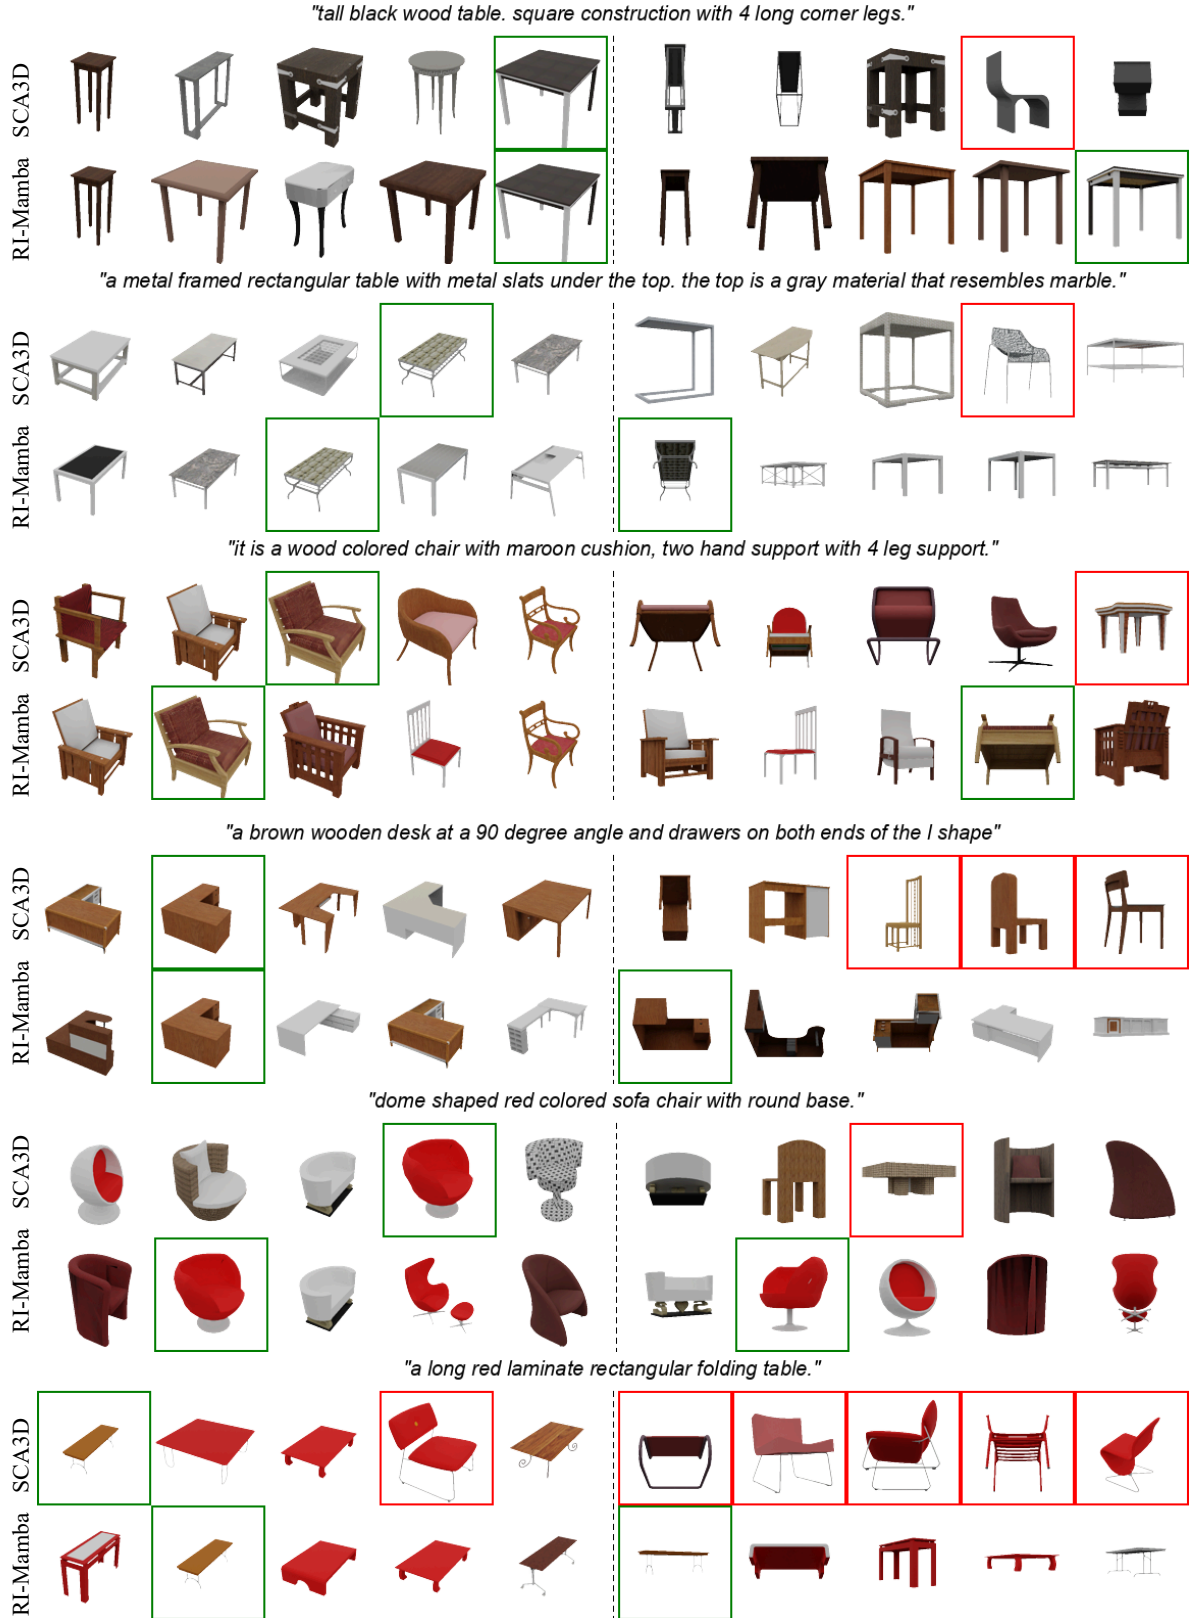 "tall black wood table. square construction with 4 long corner legs."
SCA3D
RI-Mamba
"a metal framed rectangular table with metal slats under the top. the top is a gray material that resembles marble."
SCA3D
RI-Mamba
"it is a wood colored chair with maroon cushion, two hand support with 4 leg support."
SCA3D
RI-Mamba
"a brown wooden desk at a 90 degree angle and drawers on both ends of the l shape"
SCA3D
RI-Mamba
"dome shaped red colored sofa chair with round base."
SCA3D
RI-Mamba
"a long red laminate rectangular folding table."
SCA3D
RI-Mamba